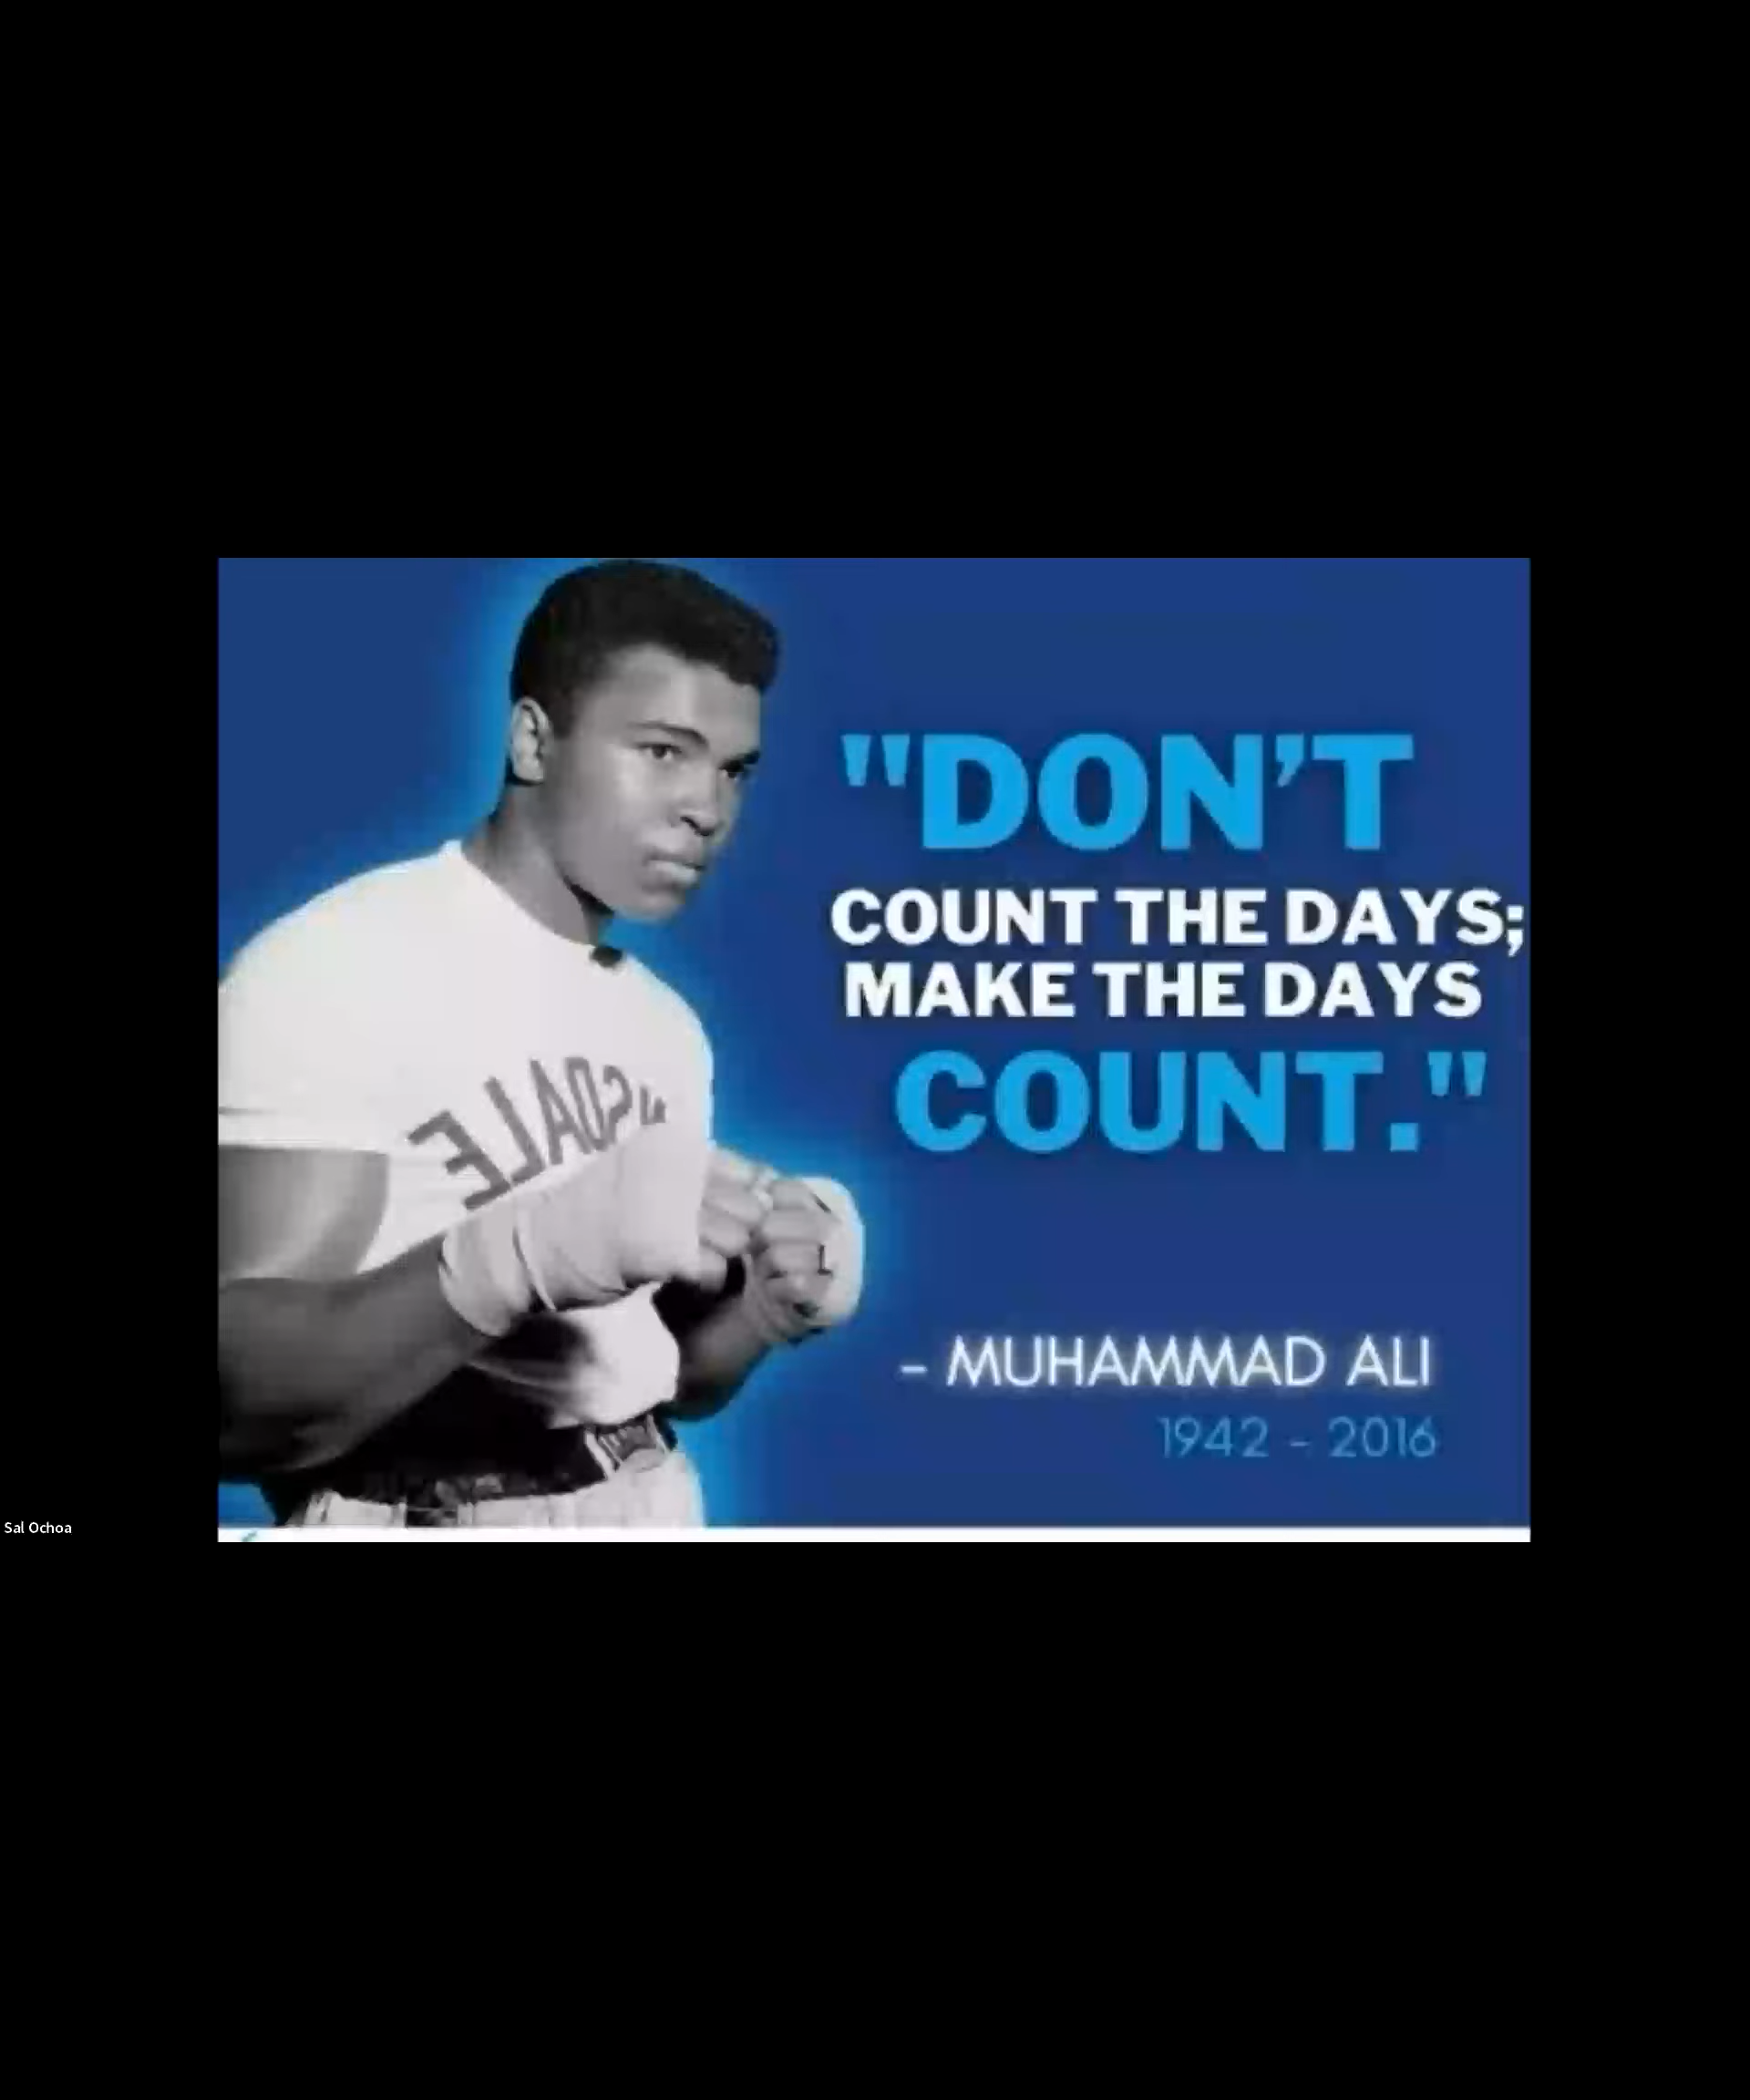 "DON'T
COUNT THE DAYS;
MAKE THE DAYS
COUNT."
- MUHAMMAD ALI
1942 - 2016
Sal Ochoa